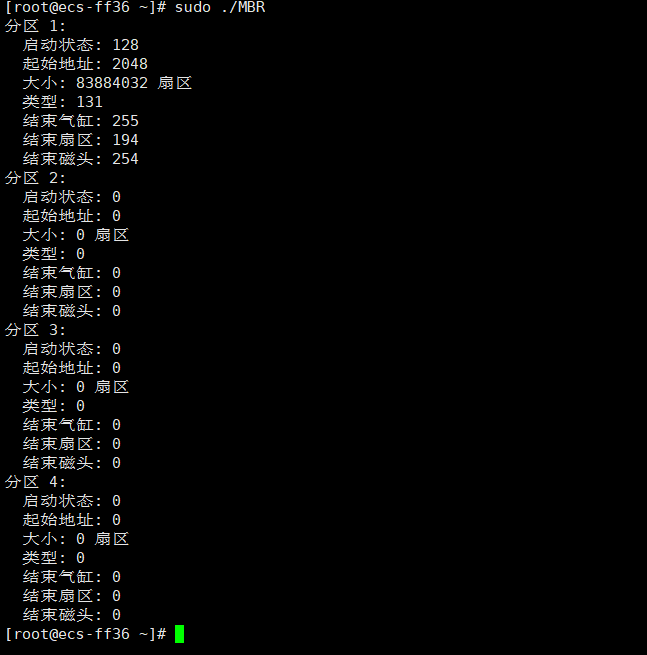 [root@ecs-ff36 ~]# sudo ./MBR
分区 1:
  启动状态: 128
  起始地址: 2048
  大小: 83884032 扇区
  类型: 131
  结束气缸: 255
  结束扇区: 194
  结束磁头: 254
分区 2:
  启动状态: 0
  起始地址: 0
  大小: 0 扇区
  类型: 0
  结束气缸: 0
  结束扇区: 0
  结束磁头: 0
分区 3:
  启动状态: 0
  起始地址: 0
  大小: 0 扇区
  类型: 0
  结束气缸: 0
  结束扇区: 0
  结束磁头: 0
分区 4:
  启动状态: 0
  起始地址: 0
  大小: 0 扇区
  类型: 0
  结束气缸: 0
  结束扇区: 0
  结束磁头: 0
[root@ecs-ff36 ~]#